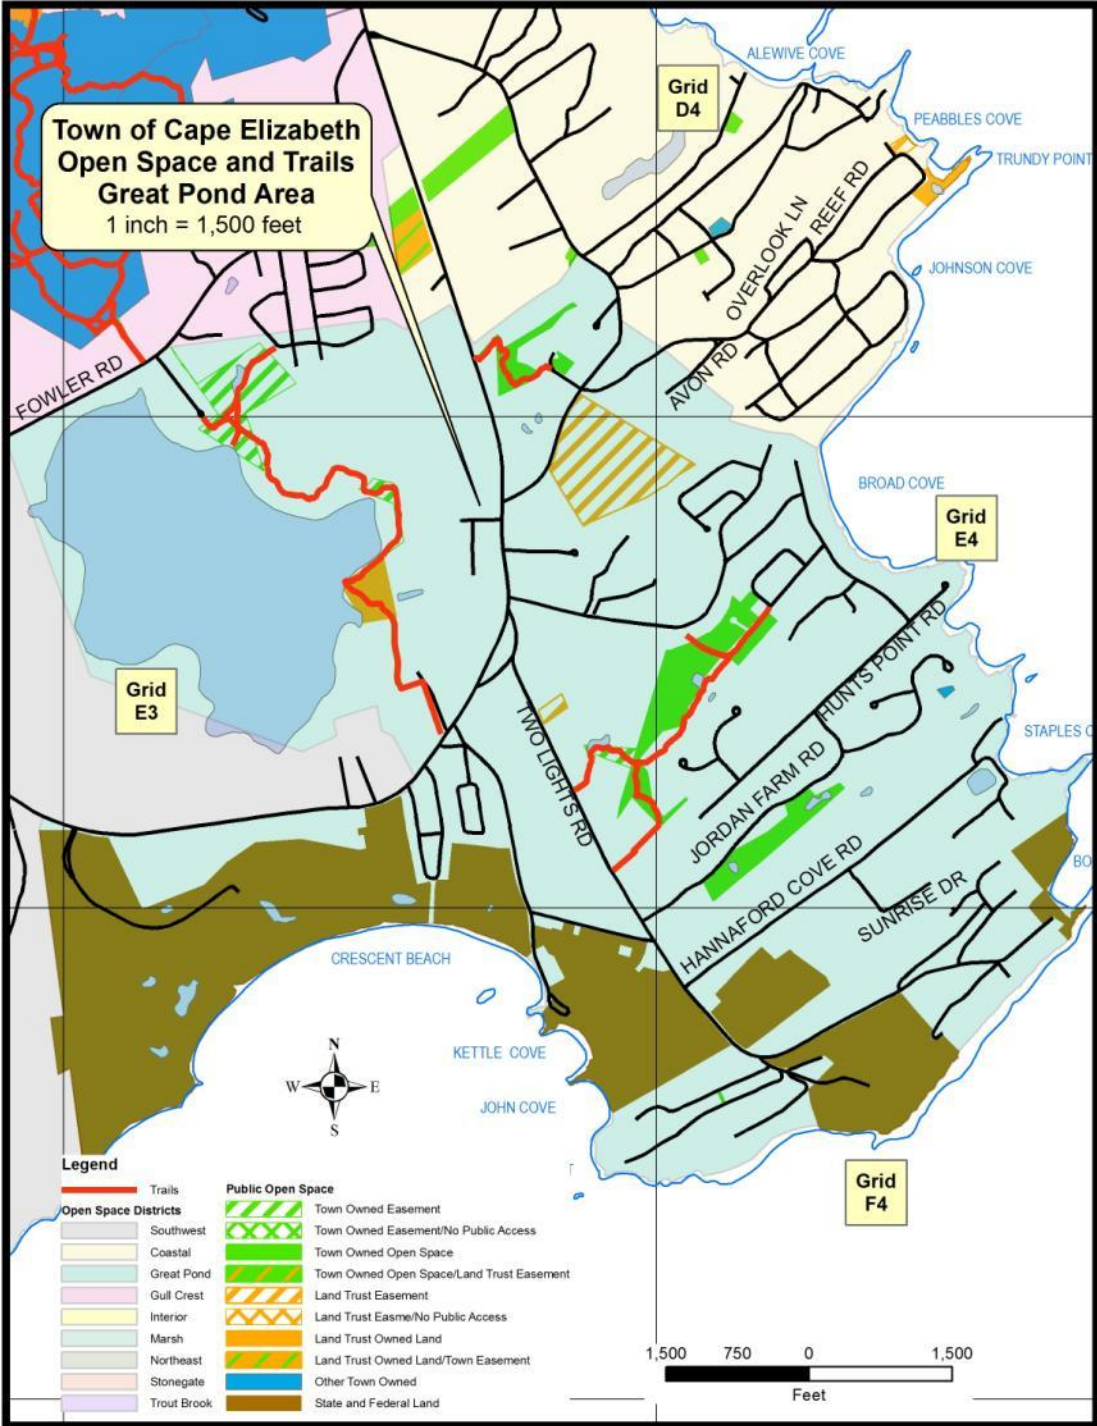 ALEWIVE COVE
Grid
D4
PEABBLES COVE
TRUNDY POINT
Town of Cape Elizabeth
Open Space and Trails
Great Pond Area
1 inch = 1,500 feet
OVERLOOK LN
REEF RD
JOHNSON COVE
FOWLER RD
AVON RD
BROAD COVE
Grid
E4
HUNTS POINT RD
Grid
E3
TWO LIGHTS RD
STAPLES C
JORDAN FARM RD
BO
HANNAFORD COVE RD
SUNRISE DR
CRESCENT BEACH
KETTLE COVE
JOHN COVE
N
W E
S
Grid
F4
Legend
Trails
Open Space Districts
Southwest
Coastal
Great Pond
Gull Crest
Interior
Marsh
Northeast
Stonegate
Trout Brook
Public Open Space
Town Owned Easement
Town Owned Easement/No Public Access
Town Owned Open Space
Town Owned Open Space/Land Trust Easement
Land Trust Easement
Land Trust Easme/No Public Access
Land Trust Owned Land
Land Trust Owned Land/Town Easement
Other Town Owned
State and Federal Land
1,500 750 0 1,500
Feet